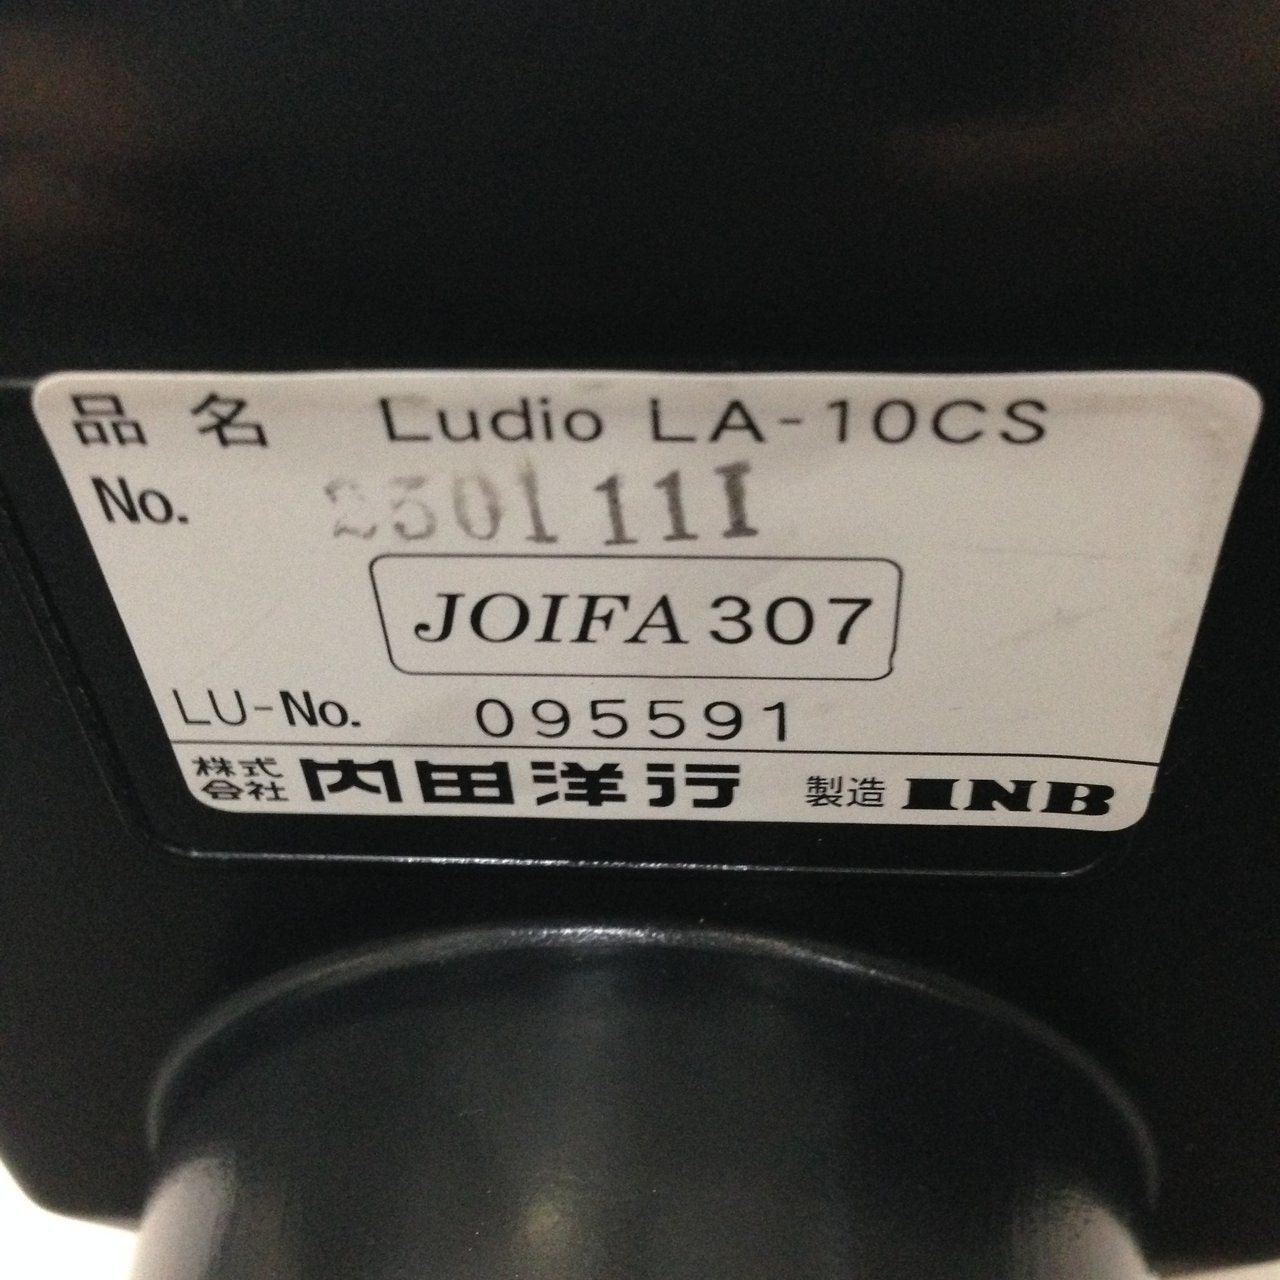 品名 Ludio LA-10CS
No. 2301111
JOIFA 307
LU-No. 095591
株式会社 内田洋行 製造 INB